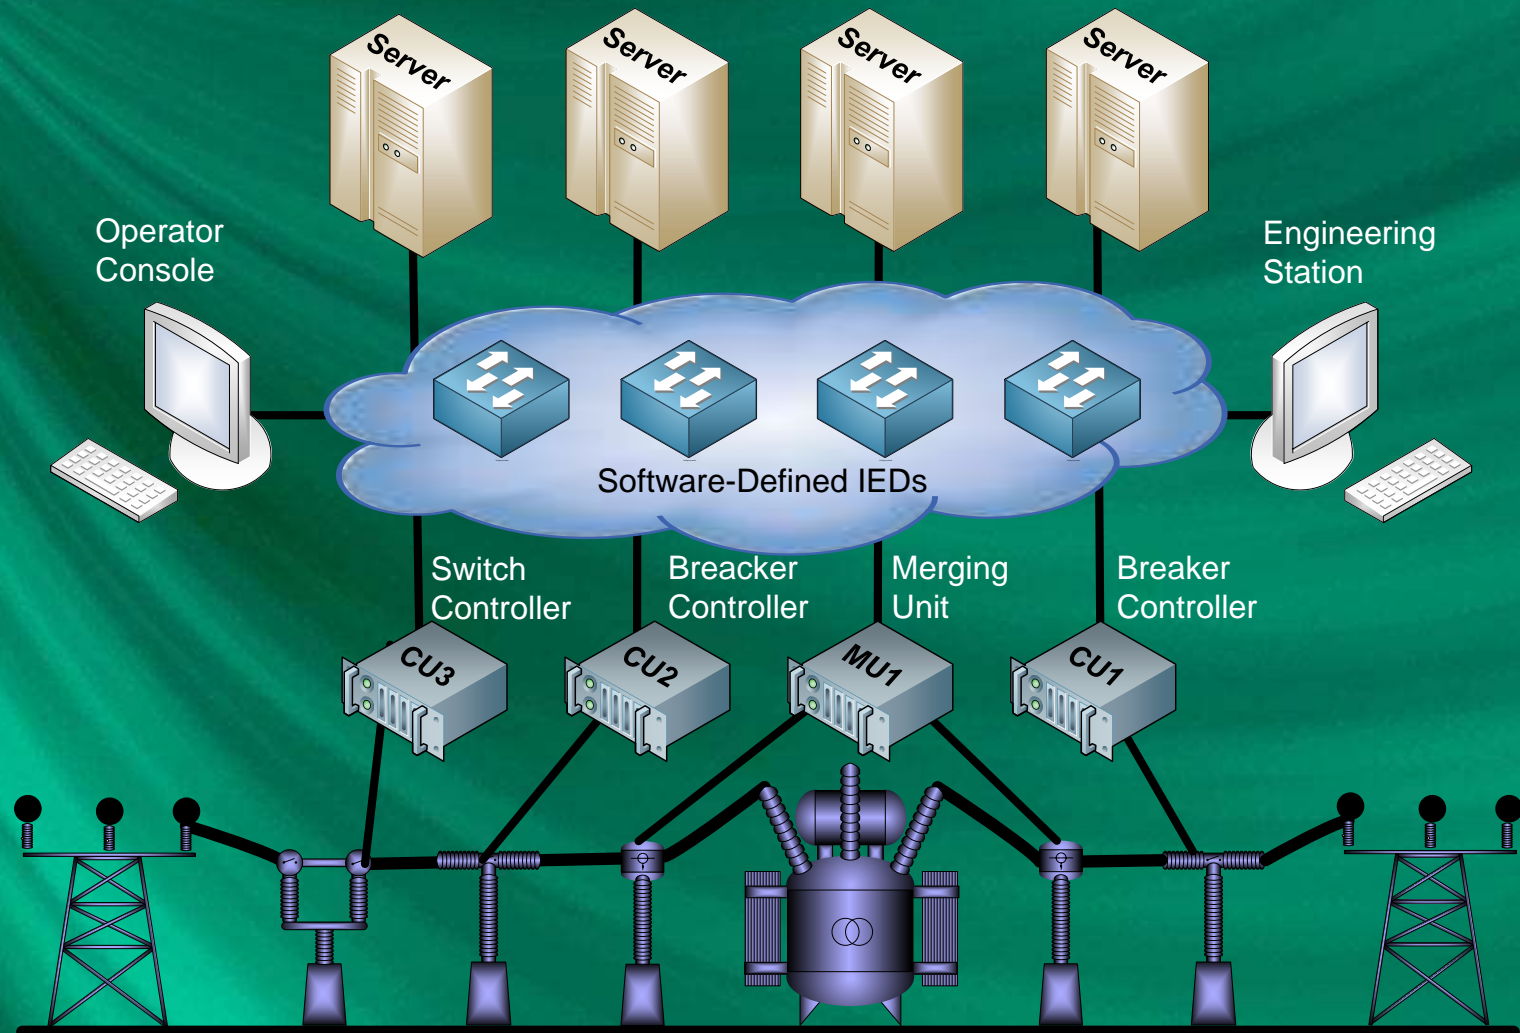 Server
Server
Server
Server
Operator
Console
Engineering
Station
Software-Defined IEDs
Switch
Controller
Breacker
Controller
Merging
Unit
Breaker
Controller
CU3
CU2
MU1
CU1